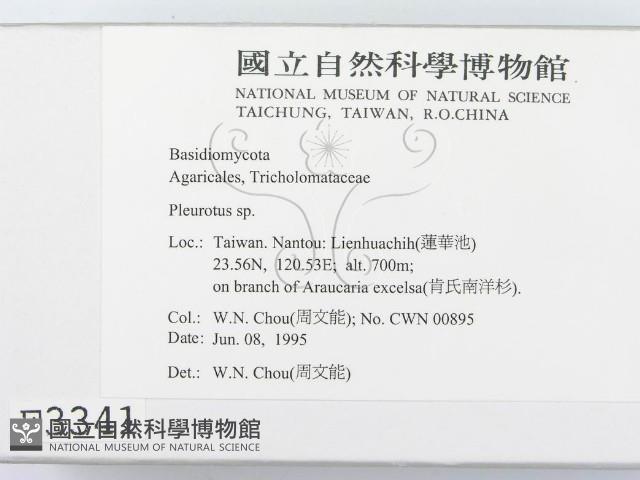 國立自然科學博物館
NATIONAL MUSEUM OF NATURAL SCIENCE
TAICHUNG, TAIWAN, R.O.CHINA
Basidiomycota
Agaricales, Tricholomataceae
Pleurotus sp.
Loc.: Taiwan. Nantou: Lienhuachih(蓮華池)
23.56N, 120.53E; alt. 700m;
on branch of Araucaria excelsa(肯氏南洋杉).
Col.: W.N. Chou(周文能); No. CWN 00895
Date: Jun. 08, 1995
Det.: W.N. Chou(周文能)
F3341
國立自然科學博物館
NATIONAL MUSEUM OF NATURAL SCIENCE